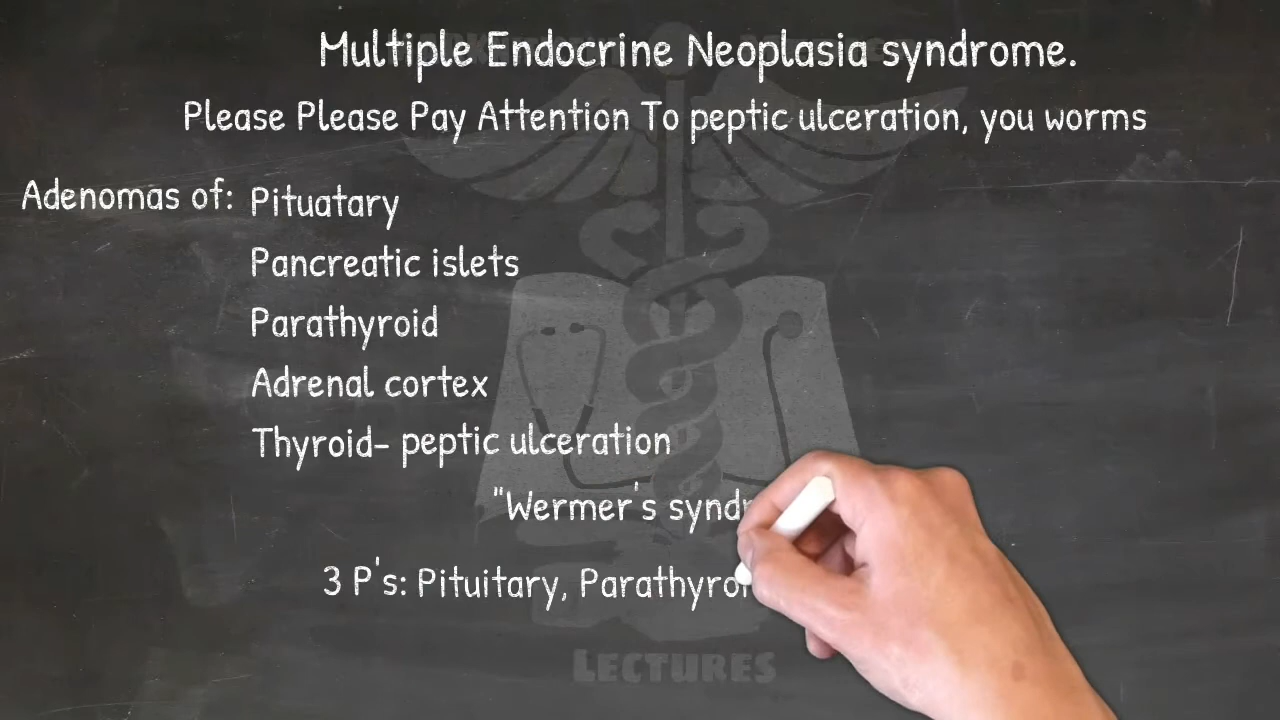 Multiple Endocrine Neoplasia syndrome.
Please Please Pay Attention To peptic ulceration, you worms
Adenomas of: Pituatary
Pancreatic islets
Parathyroid
Adrenal cortex
Thyroid- peptic ulceration
"Wermer's
3 P's: Pituitary,
LECTURES